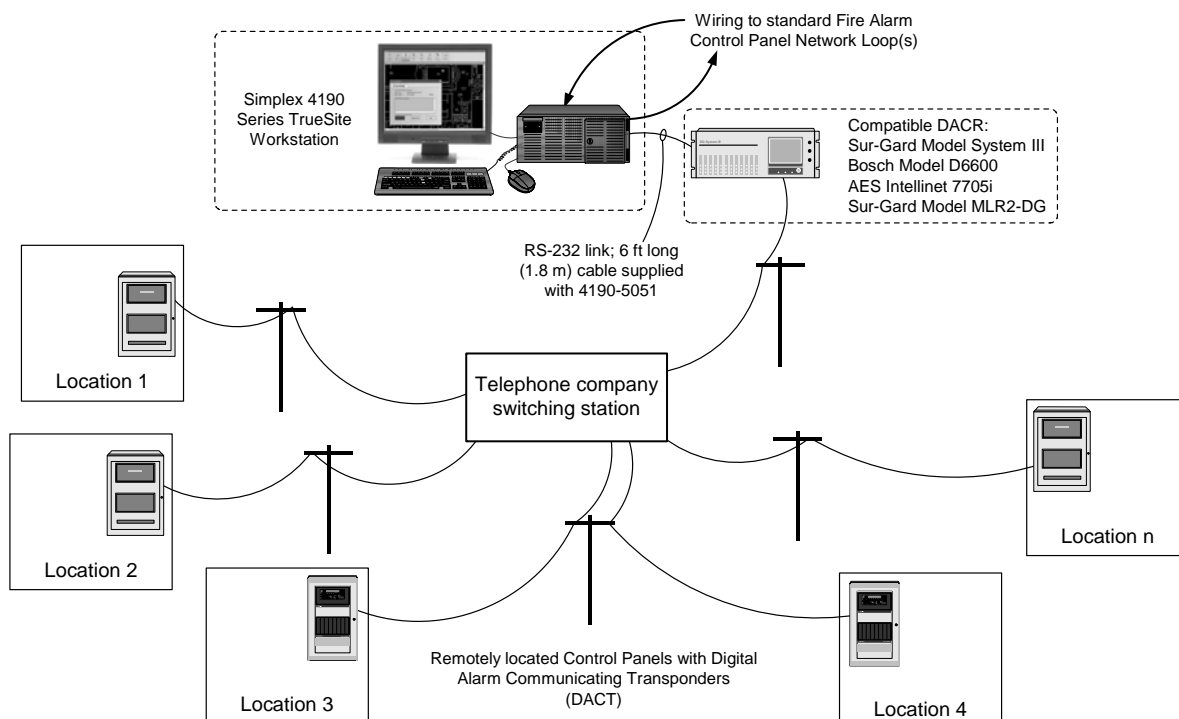 Wiring to standard Fire Alarm
Control Panel Network Loop(s)
Simplex 4190
Series TrueSite
Workstation
Compatible DACR:
Sur-Gard Model System III
Bosch Model D6600
AES Intellinet 7705i
Sur-Gard Model MLR2-DG
RS-232 link; 6 ft long
(1.8 m) cable supplied
with 4190-5051
Location 1
Telephone company
switching station
Location 2
Location n
Location 3
Remotely located Control Panels with Digital
Alarm Communicating Transponders
(DACT)
Location 4